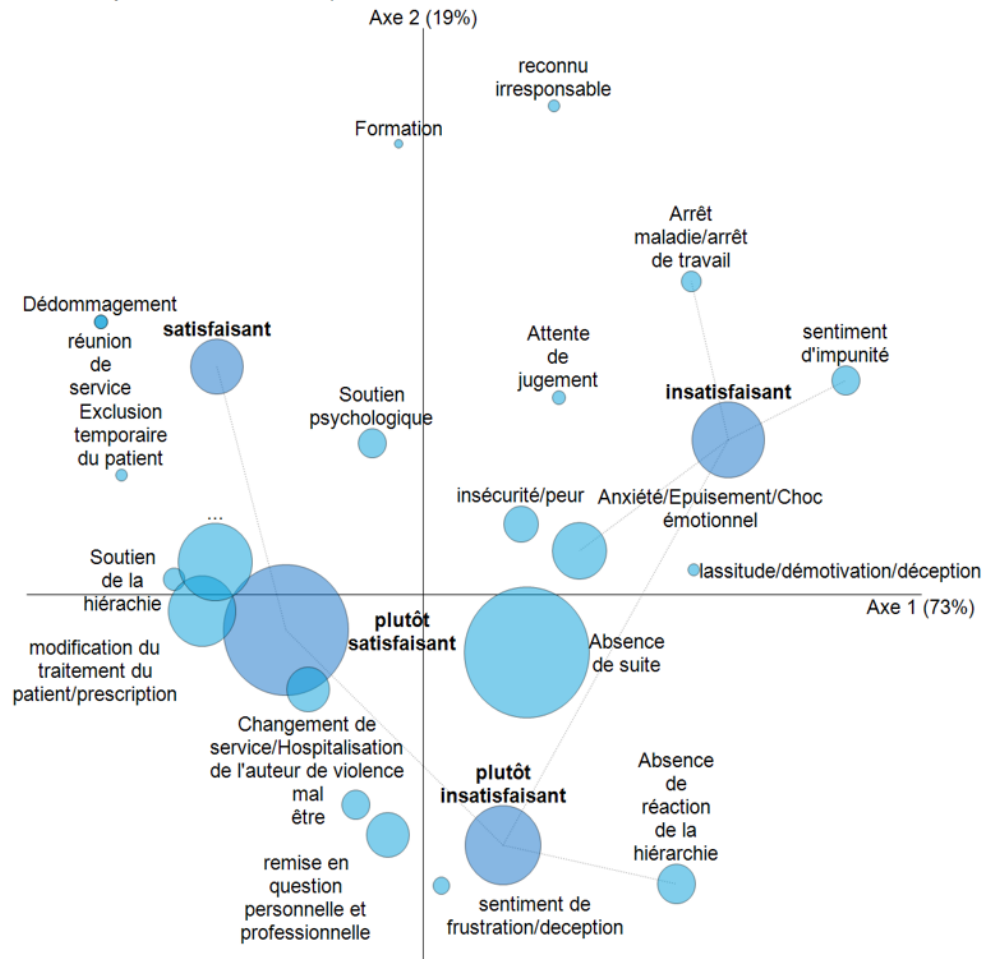 Axe 2 (19%)
reconnu
irresponsable
Formation
Arrêt
maladie/arrêt
de travail
Dédommagement
satisfaisant
réunion
de
service
Exclusion
temporaire
du patient
Attente
de
jugement
sentiment
d'impunité
insatisfaisant
Soutien
psychologique
insécurité/peur
Anxiété/Epuisement/Choc
émotionnel
...
Soutien
de la
hiérachie
lassitude/démotivation/déception
Axe 1 (73%)
plutôt
satisfaisant
Absence
de suite
modification du
traitement du
patient/prescription
Changement de
service/Hospitalisation
de l'auteur de violence
mal
être
plutôt
insatisfaisant
Absence
de
réaction
de la
hiérarchie
remise en
question
personnelle et
professionnelle
sentiment de
frustration/deception